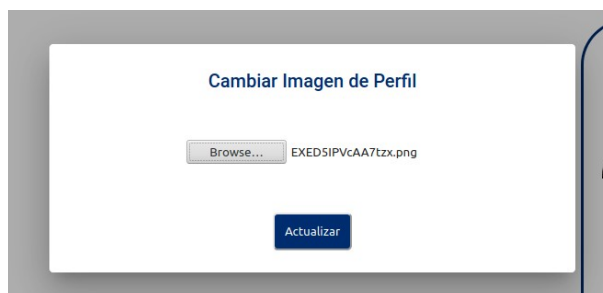 Cambiar Imagen de Perfil
Browse... EXED5IPVcAA7tzx.png
Actualizar